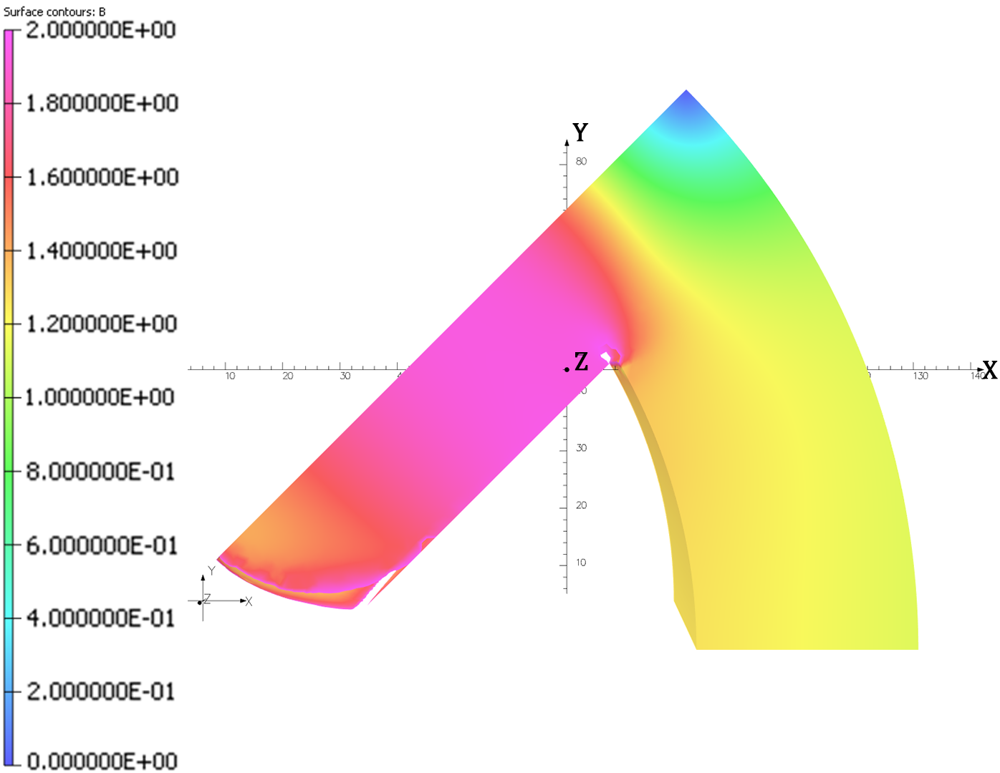 Surface contours: B
2.000000E+00
1.800000E+00
1.600000E+00
1.400000E+00
1.200000E+00
1.000000E+00
8.000000E-01
6.000000E-01
4.000000E-01
2.000000E-01
0.000000E+00
Y
80
Z
X
10 20 30 130 140
30
20
10
Y
Z
X